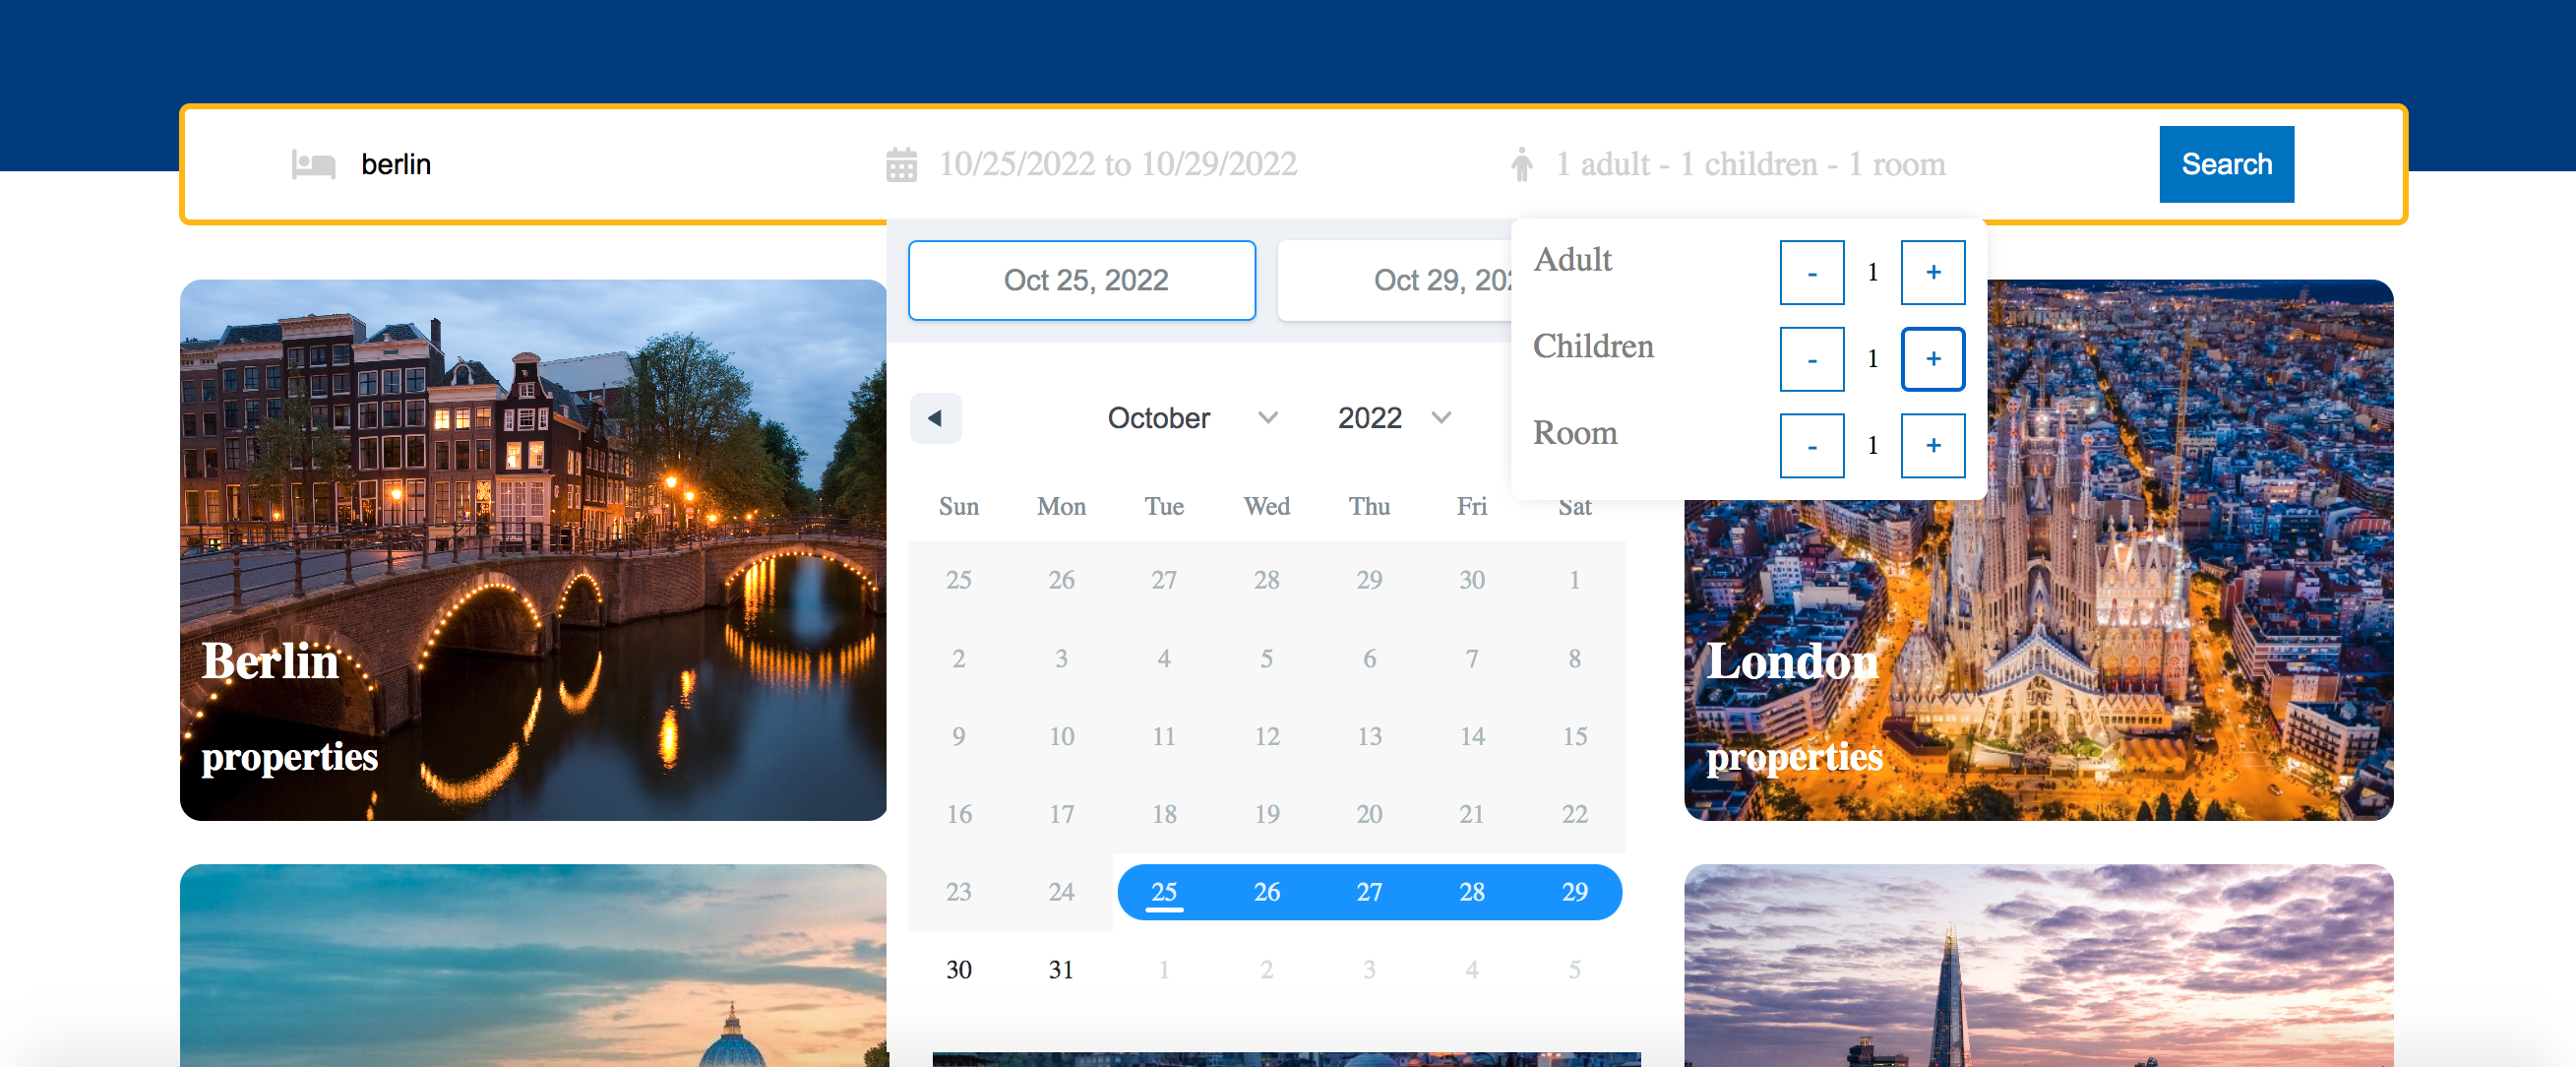 berlin
10/25/2022 to 10/29/2022
1 adult - 1 children - 1 room
Search
Oct 25, 2022
Oct 29, 202
Adult
- 1 +
Children
- 1 +
Room
- 1 +
October
2022
Sun Mon Tue Wed Thu Fri Sat
25 26 27 28 29 30 1
2 3 4 5 6 7 8
9 10 11 12 13 14 15
16 17 18 19 20 21 22
23 24 25 26 27 28 29
30 31 1 2 3 4 5
Berlin
properties
London
properties